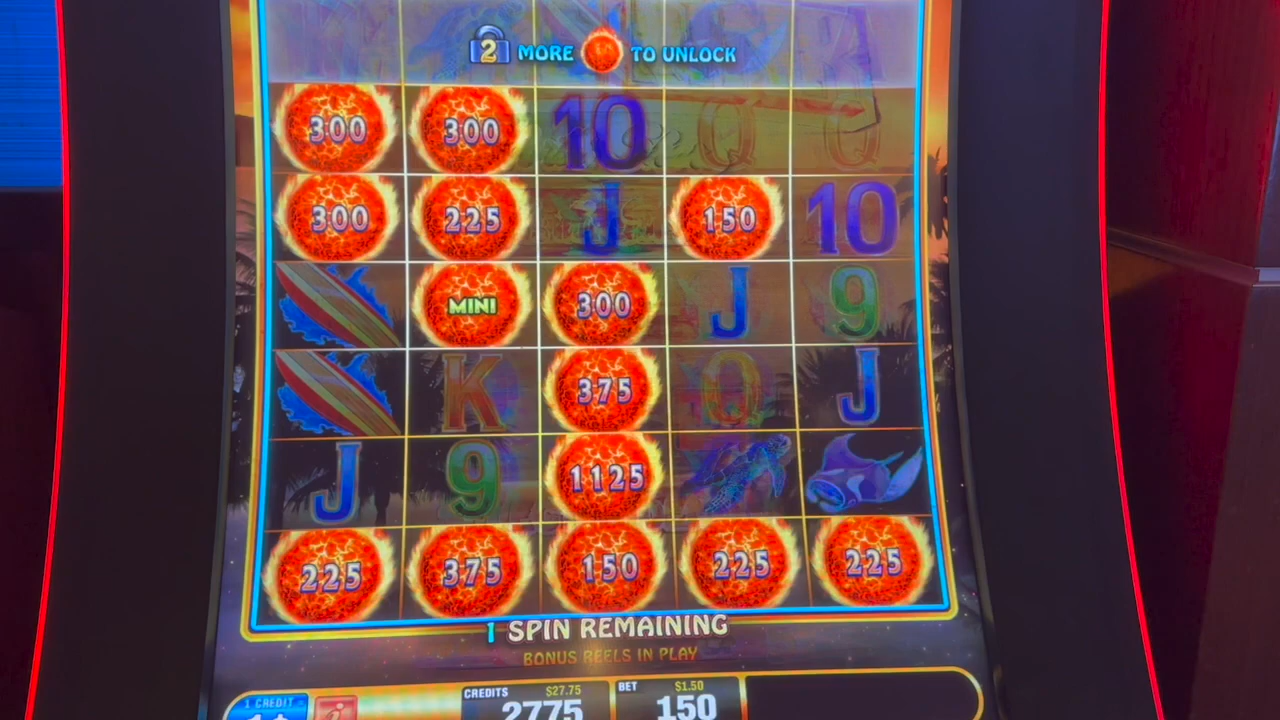 2 MORE TO UNLOCK
300 300 10 Q Q
300 225 J 150 10
MINI 300 J 9
K 375 Q J
J 9 1125
225 375 150 225 225
1 SPIN REMAINING
BONUS REELS IN PLAY
1 CREDIT CREDITS $27.75 BET $1.50
1¢ i 2775 150